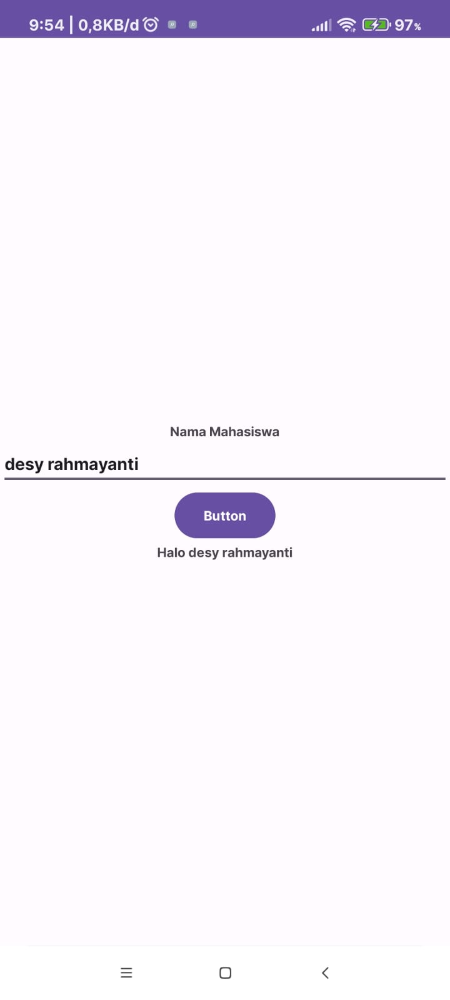 9:54 | 0,8KB/d 97%
Nama Mahasiswa
desy rahmayanti
Button
Halo desy rahmayanti